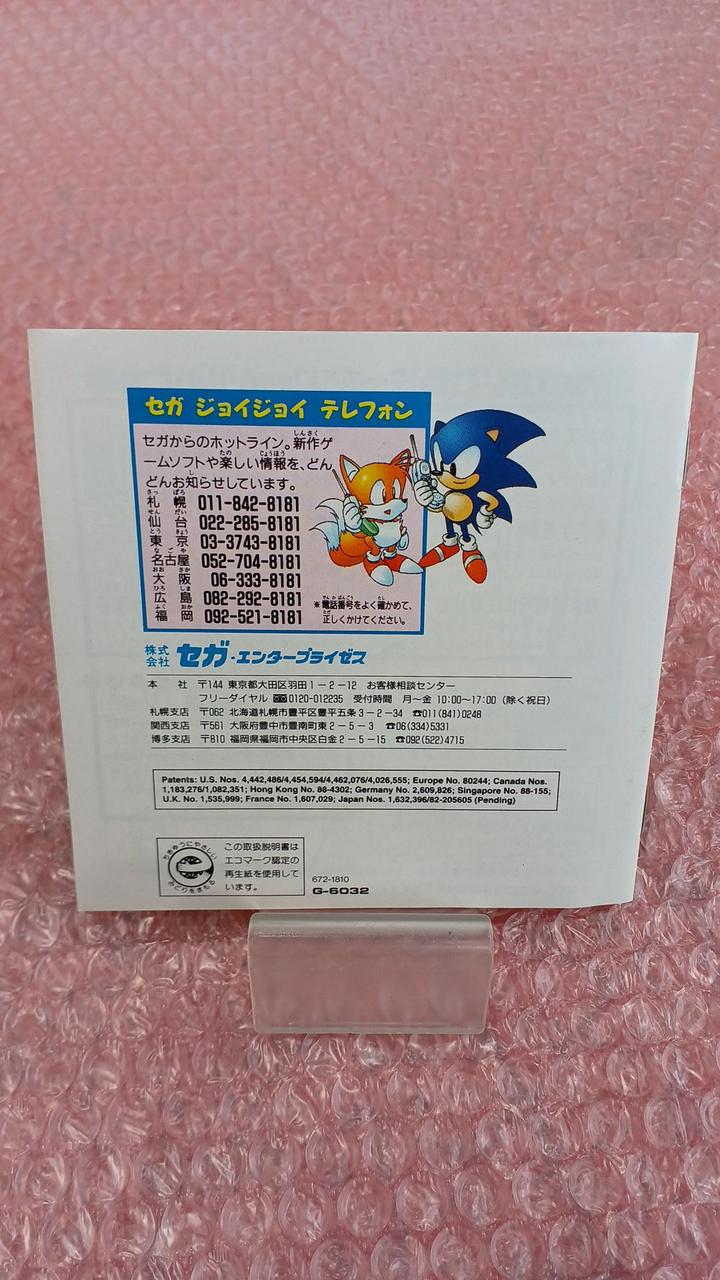 セガ ジョイジョイ テレフォン
セガからのホットライン。新作ゲ
ームソフトや楽しい情報を、どん
どんお知らせしています。
札幌 011-842-8181
仙台 022-285-8181
東京 03-3743-8181
名古屋 052-704-8181
大阪 06-333-8181
広島 082-292-8181
福岡 092-521-8181
※電話番号をよく確かめて、
正しくかけてください。
株式会社 セガ・エンタープライゼス
本社 〒144 東京都大田区羽田1-2-12 お客様相談センター
フリーダイヤル 0120-012235 受付時間 月~金 10:00~17:00(除く祝日)
札幌支店 〒062 北海道札幌市豊平区豊平五条3-2-34 ☎011(841)0248
関西支店 〒561 大阪府豊中市豊南町東2-5-3 ☎06(334)5331
博多支店 〒810 福岡県福岡市中央区白金2-5-15 ☎092(522)4715
Patents: U.S. Nos. 4,442,486/4,454,594/4,462,076/4,026,555; Europe No. 80244; Canada Nos.
1,183,276/1,082,351; Hong Kong No. 88-4302; Germany No. 2,609,826; Singapore No. 88-155;
U.K. No. 1,535,999; France No. 1,607,029; Japan Nos. 1,632,396/82-205605 (Pending)
ちきゅうにやさしい
みどりをまもる
この取扱説明書は
エコマーク認定の
再生紙を使用して
います。
672-1810
G-6032